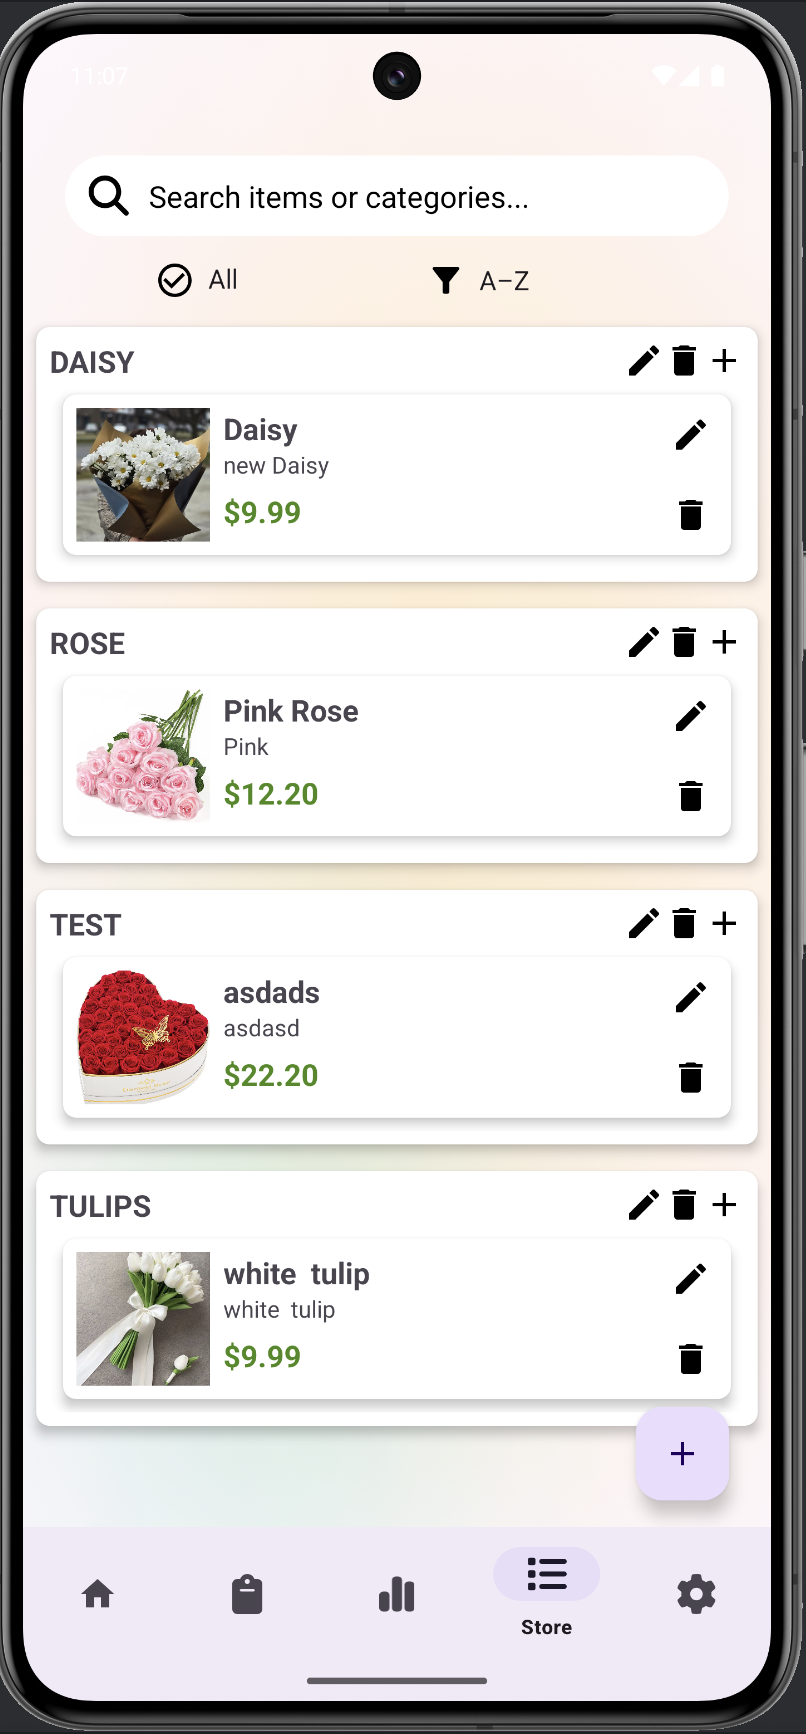 11:07
Search items or categories...
All
A-Z
DAISY
Daisy
new Daisy
$9.99
ROSE
Pink Rose
Pink
$12.20
TEST
asdads
asdasd
$22.20
TULIPS
white  tulip
white  tulip
$9.99
Store